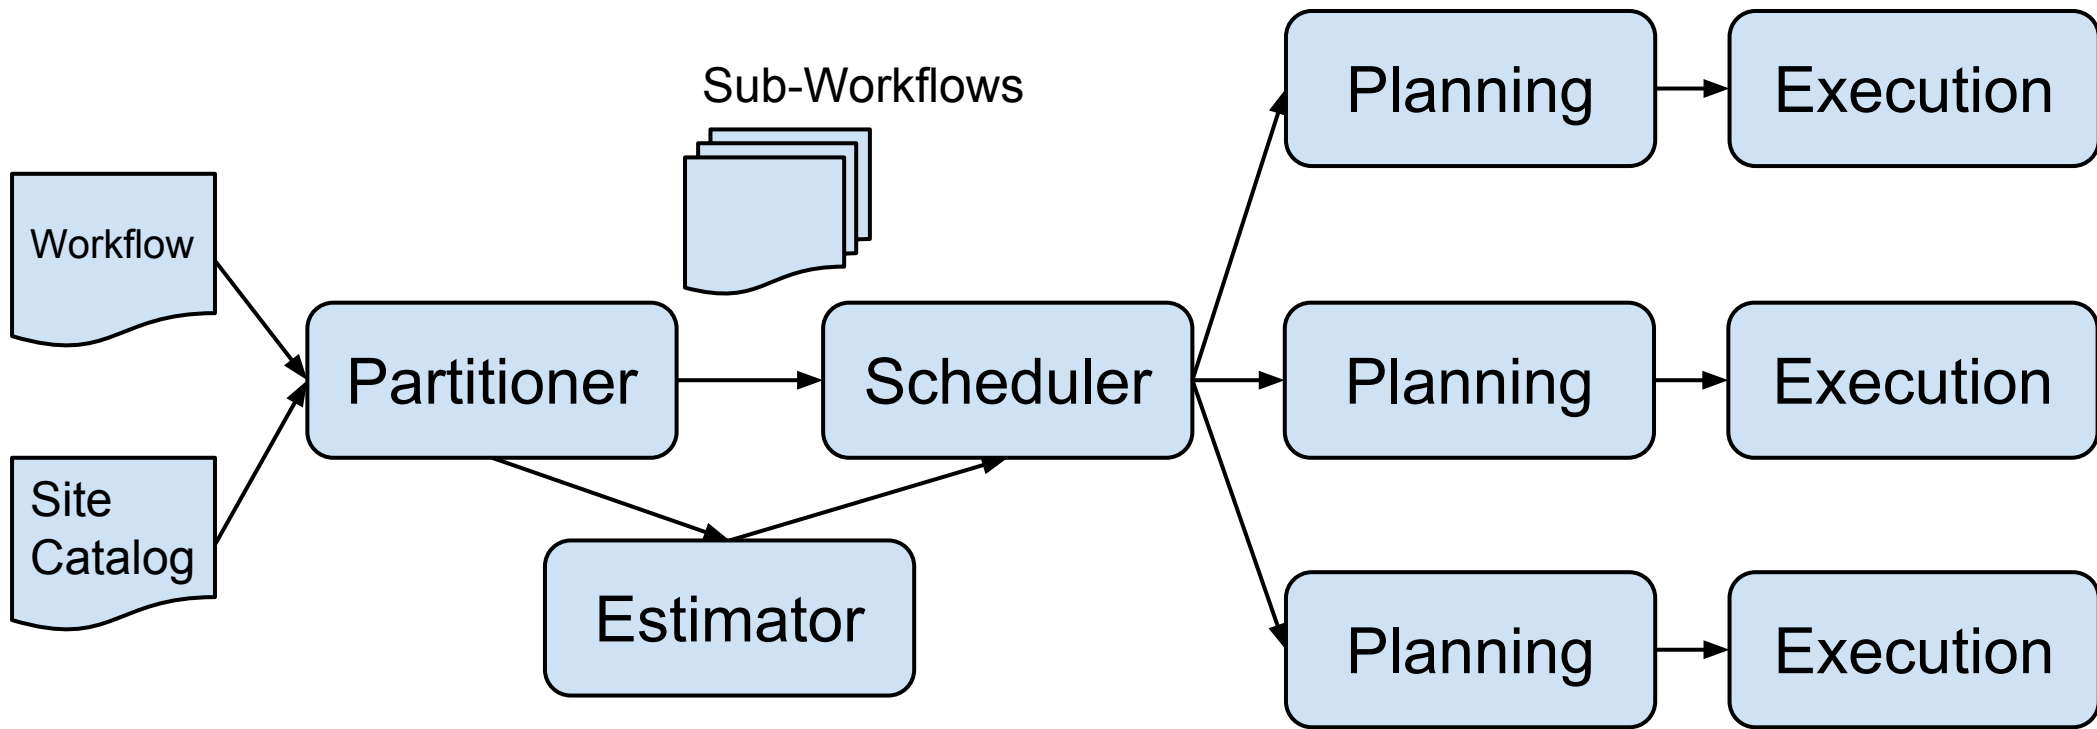 Sub-Workflows
Workflow
Site
Catalog
Partitioner
Scheduler
Estimator
Planning
Execution
Planning
Execution
Planning
Execution